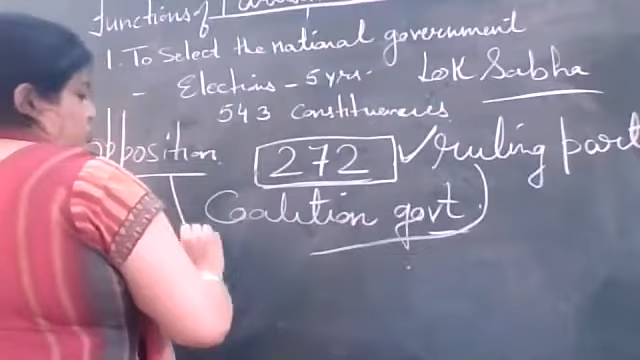 Functions of
1. To Select the national government
- Elections - 5 yrs. Lok Sabha
543 Constituencies
opposition 272 ✓ ruling part
Coalition govt)